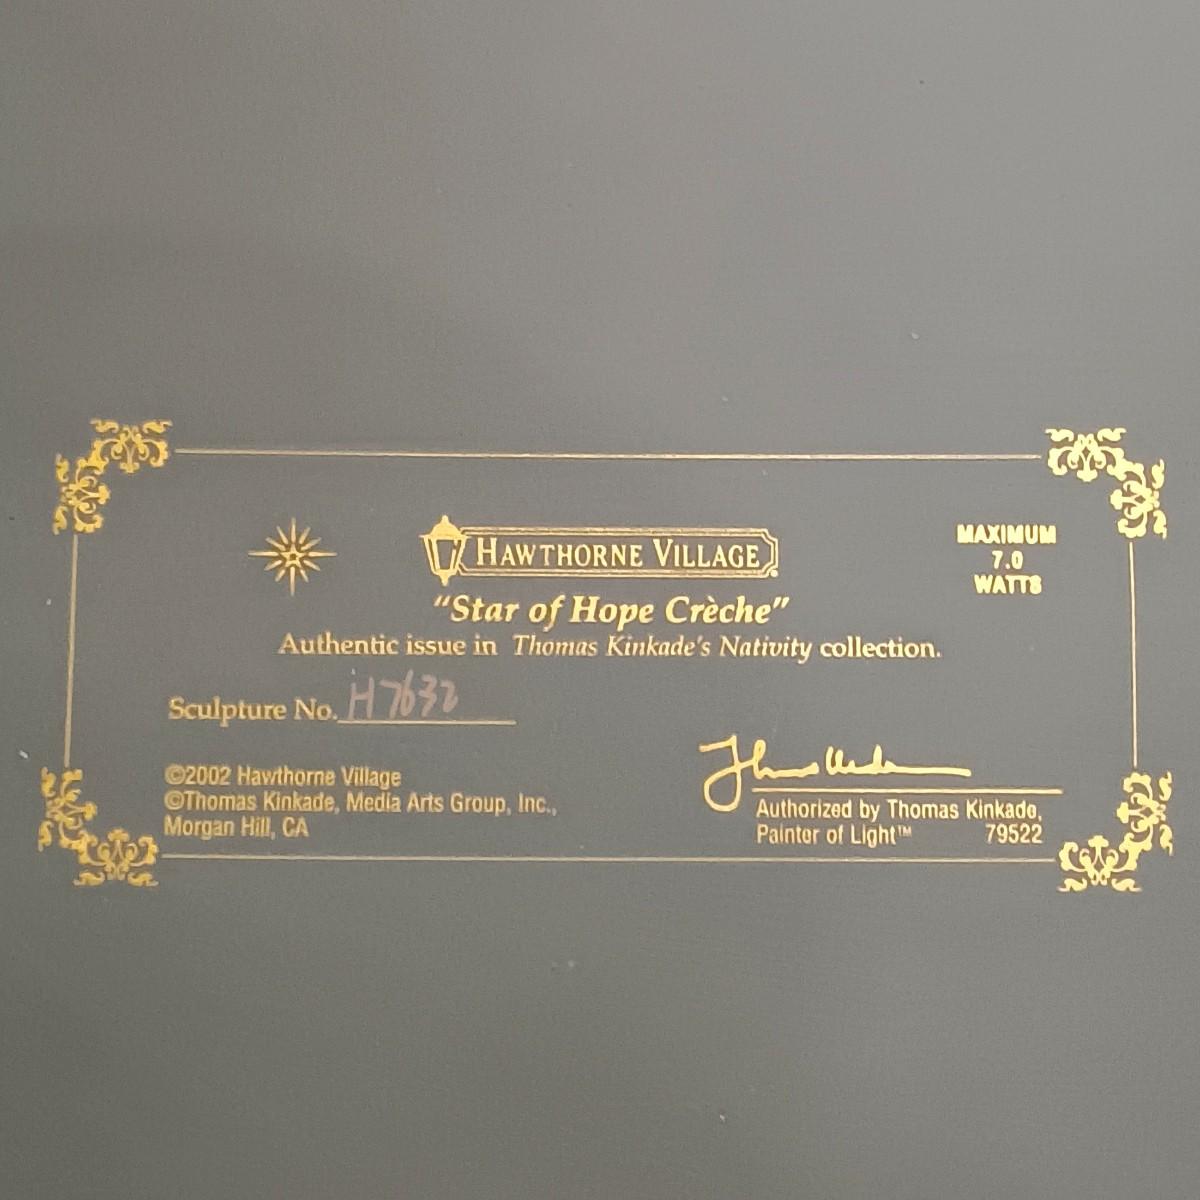 HAWTHORNE VILLAGE®
MAXIMUM
7.0
WATTS
"Star of Hope Crèche"
Authentic issue in Thomas Kinkade's Nativity collection.
Sculpture No. H7632
©2002 Hawthorne Village
©Thomas Kinkade, Media Arts Group, Inc.,
Morgan Hill, CA
Authorized by Thomas Kinkade,
Painter of Light™ 79522